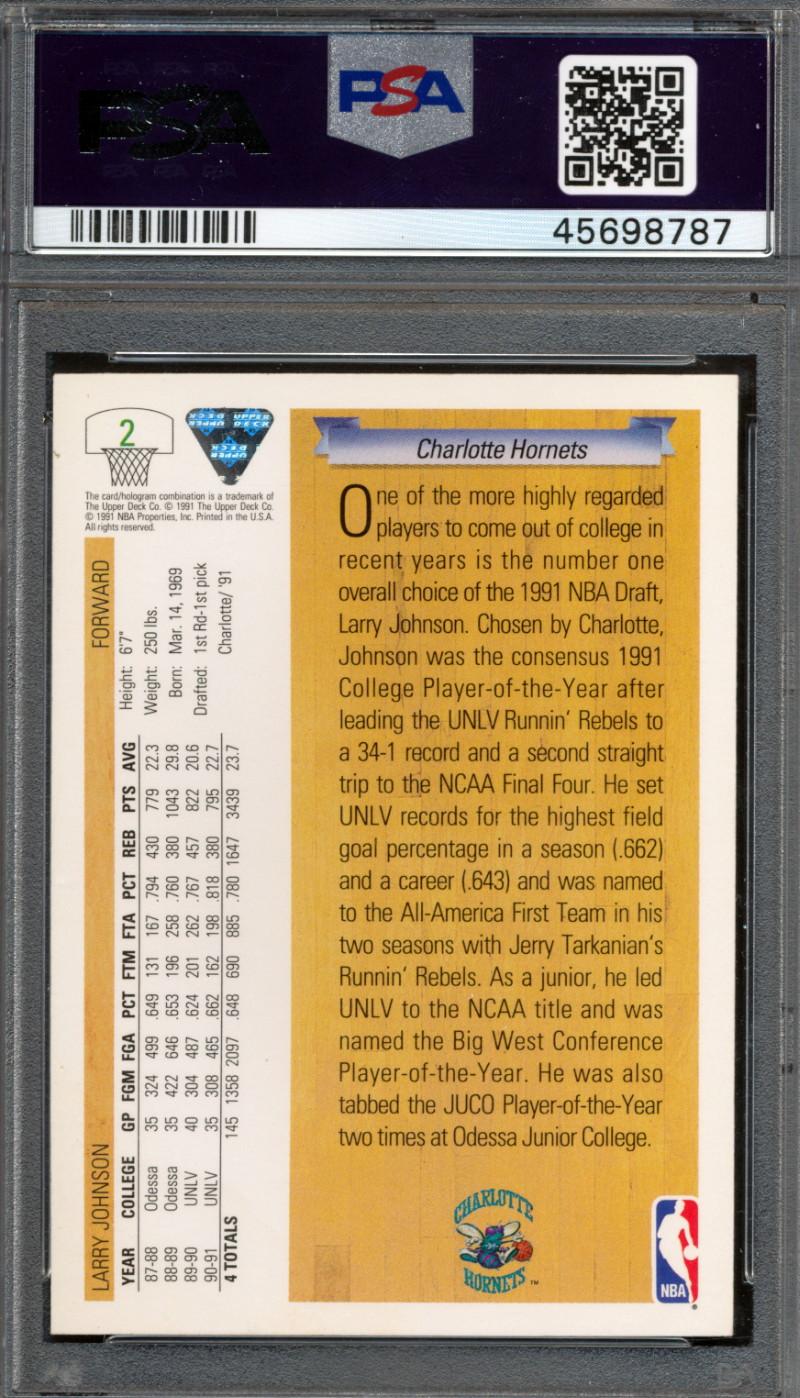 PSA
PSA
45698787
2
UPPER DECK
The card/hologram combination is a trademark of
The Upper Deck Co. © 1991 The Upper Deck Co.
© 1991 NBA Properties, Inc. Printed in the U.S.A.
All rights reserved.
LARRY JOHNSON FORWARD
Height: 6'7"
Weight: 250 lbs.
Born: Mar. 14, 1969
Drafted: 1st Rd-1st pick
Charlotte/ '91
YEAR COLLEGE GP FGM FGA PCT FTM FTA PCT REB PTS AVG
87-88 Odessa 35 324 499 .649 131 167 .794 430 779 22.3
88-89 Odessa 35 422 646 .653 196 258 .760 380 1043 29.8
89-90 UNLV 40 304 487 .624 201 262 .767 457 822 20.6
90-91 UNLV 35 308 465 .662 162 198 .818 380 795 22.7
4 TOTALS 145 1358 2097 .648 690 885 .780 1647 3439 23.7
Charlotte Hornets
One of the more highly regarded
players to come out of college in
recent years is the number one
overall choice of the 1991 NBA Draft,
Larry Johnson. Chosen by Charlotte,
Johnson was the consensus 1991
College Player-of-the-Year after
leading the UNLV Runnin' Rebels to
a 34-1 record and a second straight
trip to the NCAA Final Four. He set
UNLV records for the highest field
goal percentage in a season (.662)
and a career (.643) and was named
to the All-America First Team in his
two seasons with Jerry Tarkanian's
Runnin' Rebels. As a junior, he led
UNLV to the NCAA title and was
named the Big West Conference
Player-of-the-Year. He was also
tabbed the JUCO Player-of-the-Year
two times at Odessa Junior College.
CHARLOTTE
HORNETS™
NBA